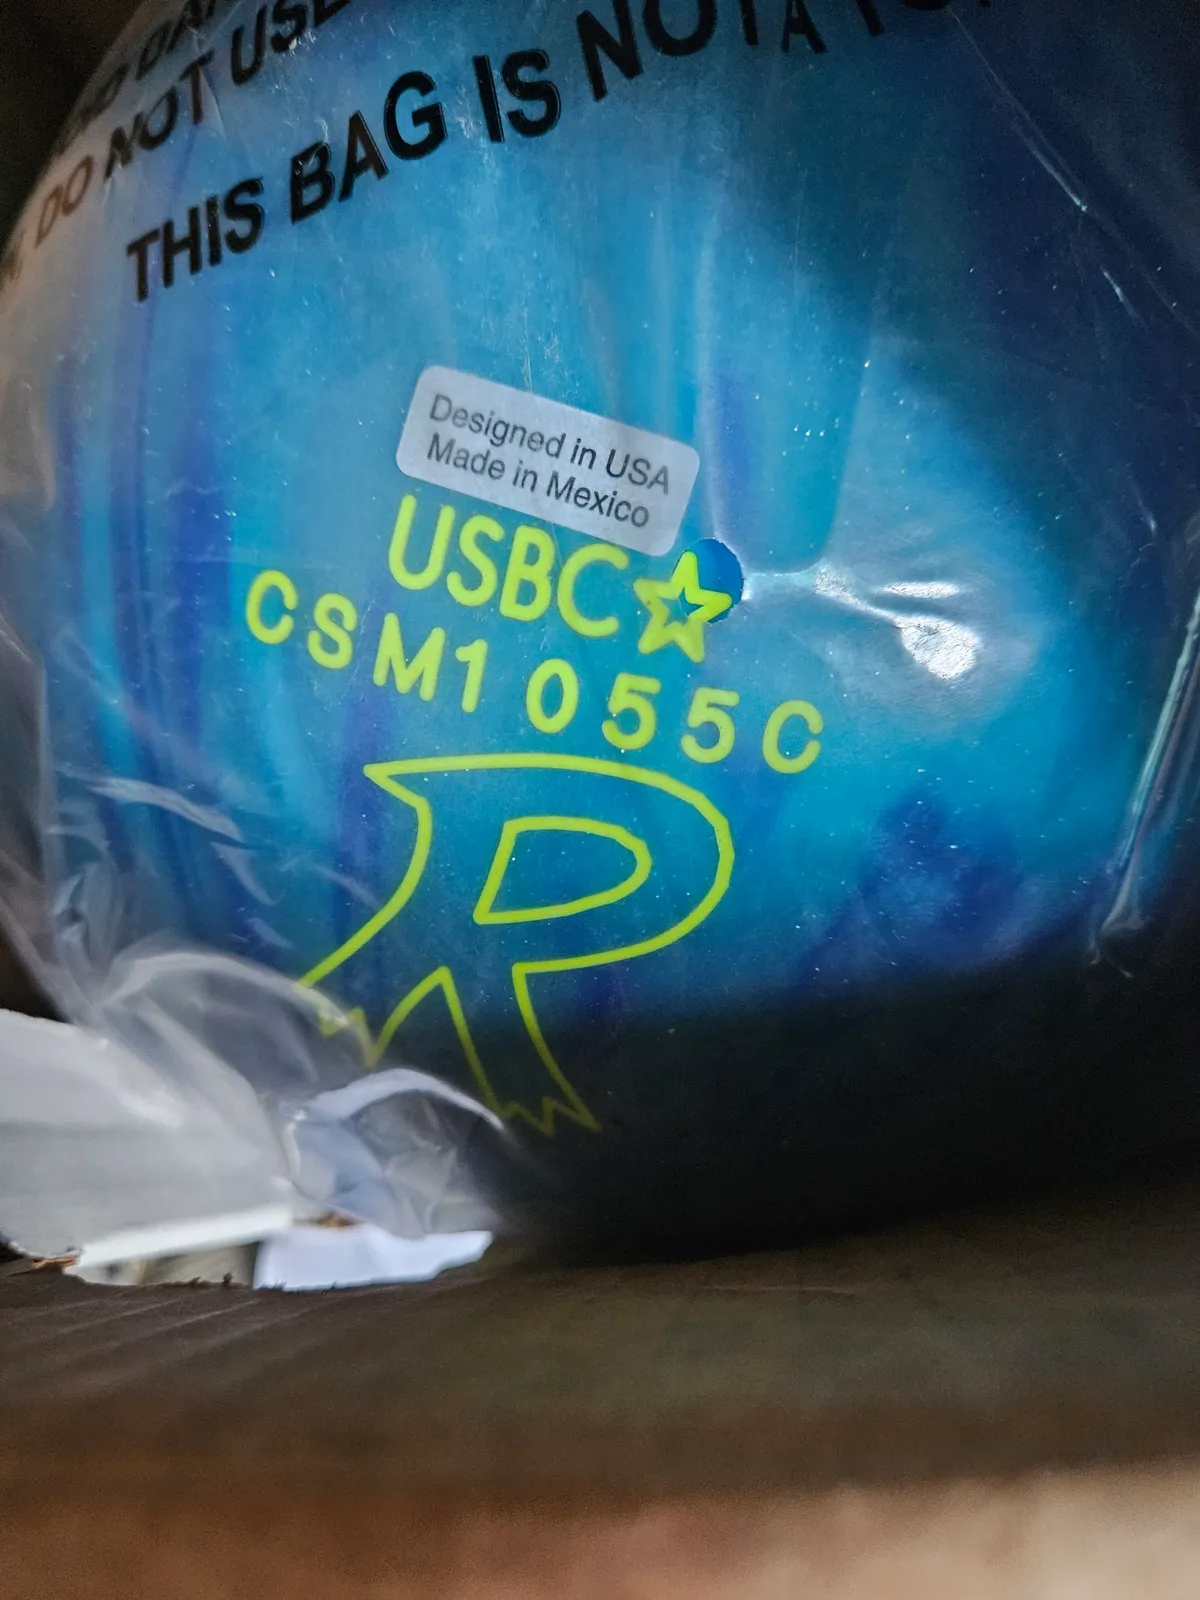 DO NOT USE
THIS BAG IS NOT A
Designed in USA
Made in Mexico
USBC
CSM1055C
R